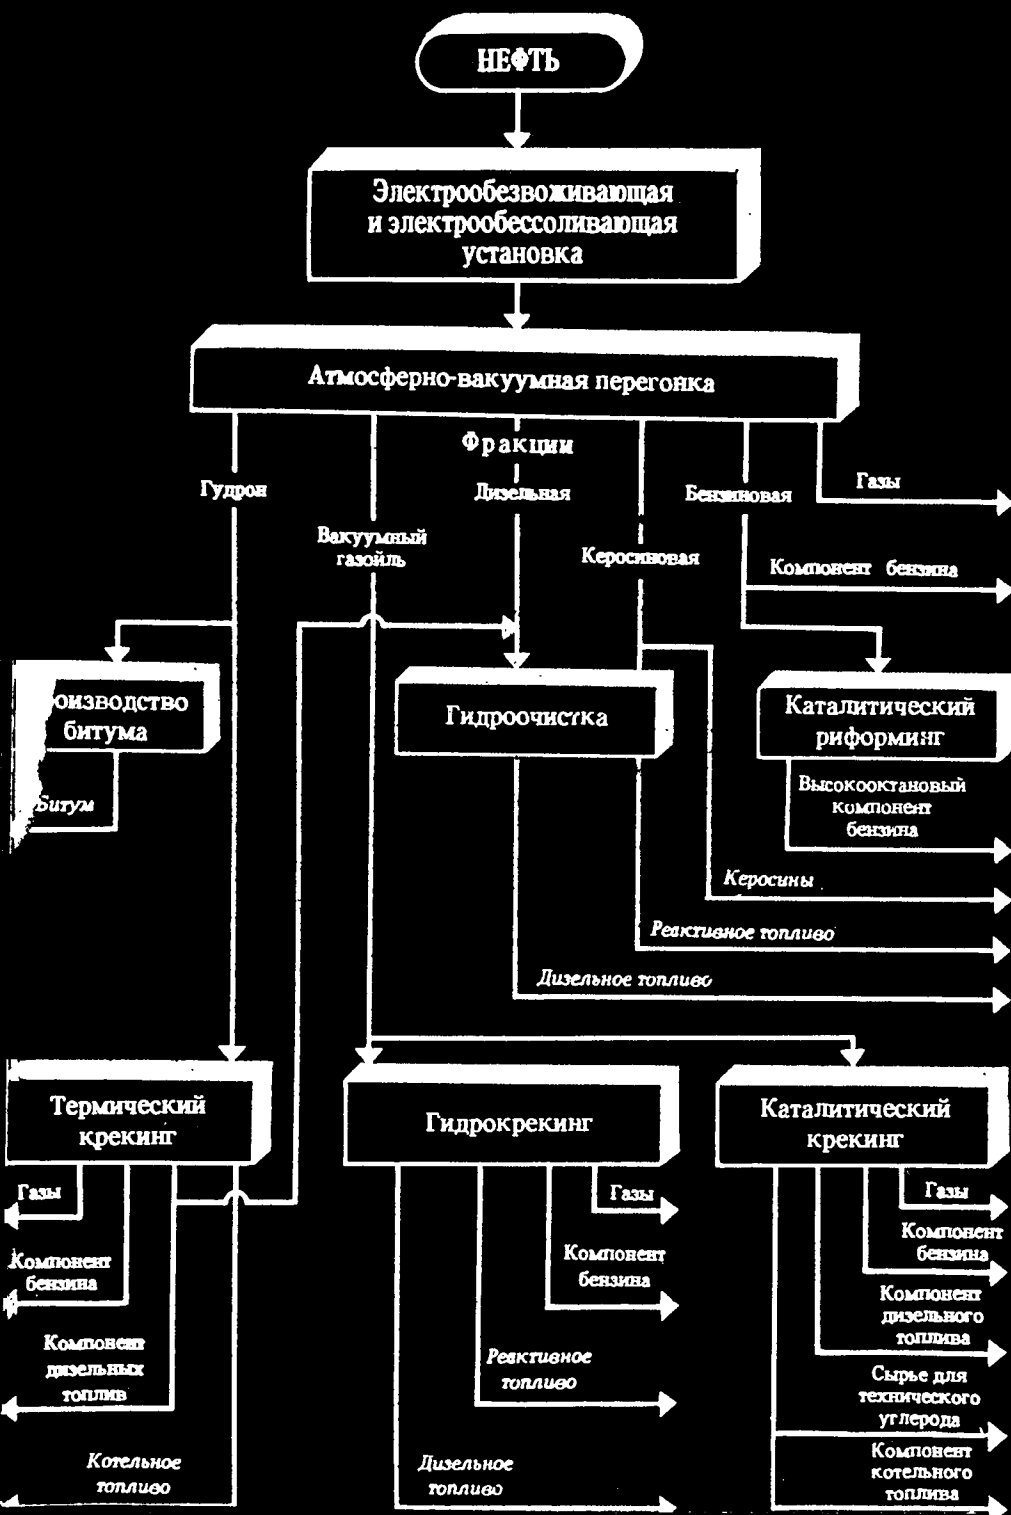 НЕФТЬ
Электрообезвоживающая
и электрообессоливающая
установка
Атмосферно-вакуумная перегонка
Фракции
Гудрон
Дизельная
Бензиновая
Газы
Вакуумный
газойль
Керосиновая
Компонент бензина
битума
Гидроочистка
Каталитический
риформинг
Битум
Высокооктановый
компонент
бензина
Керосины
Реактивное топливо
Дизельное топливо
Термический
крекинг
Гидрокрекинг
Каталитический
крекинг
Газы
Компонент
бензина
Компонент
дизельных
топлив
Котельное
топливо
Газы
Компонент
бензина
Реактивное
топливо
Дизельное
топливо
Газы
Компонент
бензина
Компонент
дизельного
топлива
Сырье для
технического
углерода
Компонент
котельного
топлива